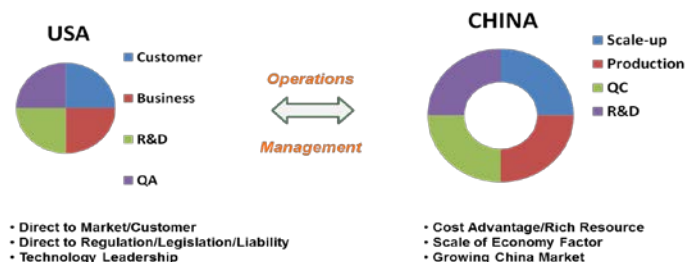 USA
Customer
Business
R&D
QA
Operations
Management
CHINA
Scale-up
Production
QC
R&D
• Direct to Market/Customer
• Direct to Regulation/Legislation/Liability
• Technology Leadership
• Cost Advantage/Rich Resource
• Scale of Economy Factor
• Growing China Market